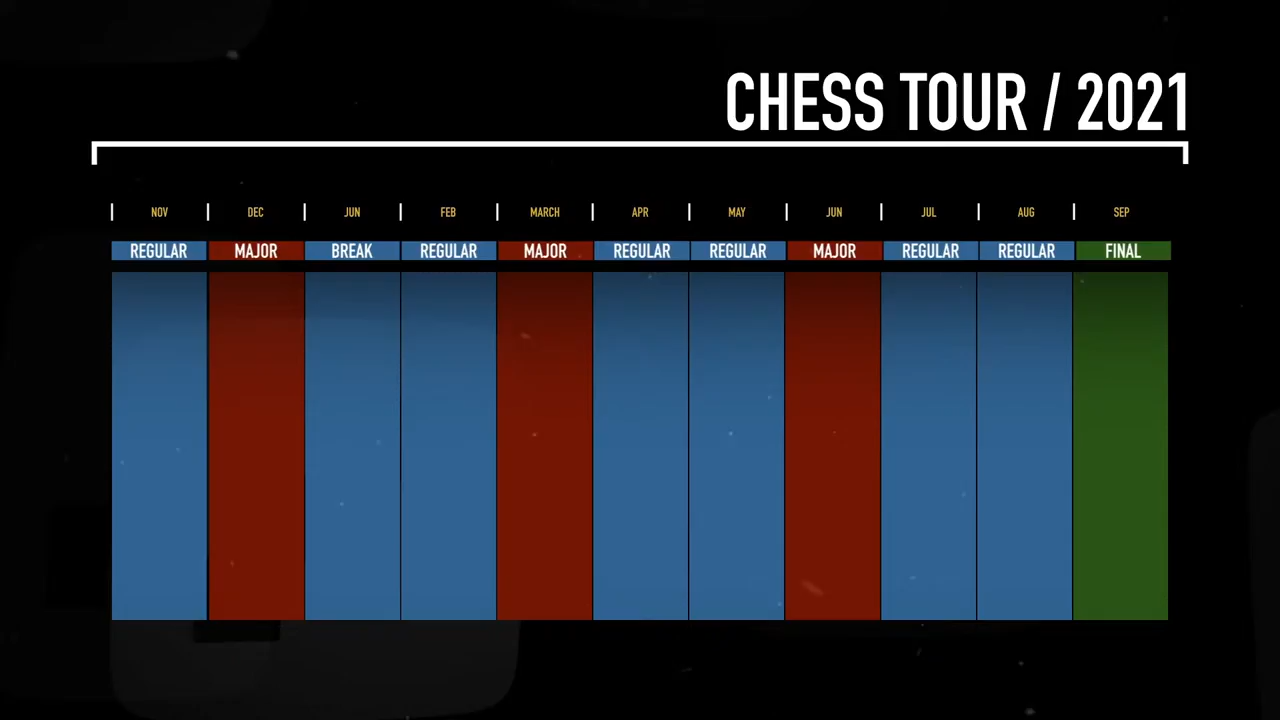 CHESS TOUR / 2021
NOV DEC JUN FEB MARCH APR MAY JUN JUL AUG SEP
REGULAR MAJOR BREAK REGULAR MAJOR REGULAR REGULAR MAJOR REGULAR REGULAR FINAL